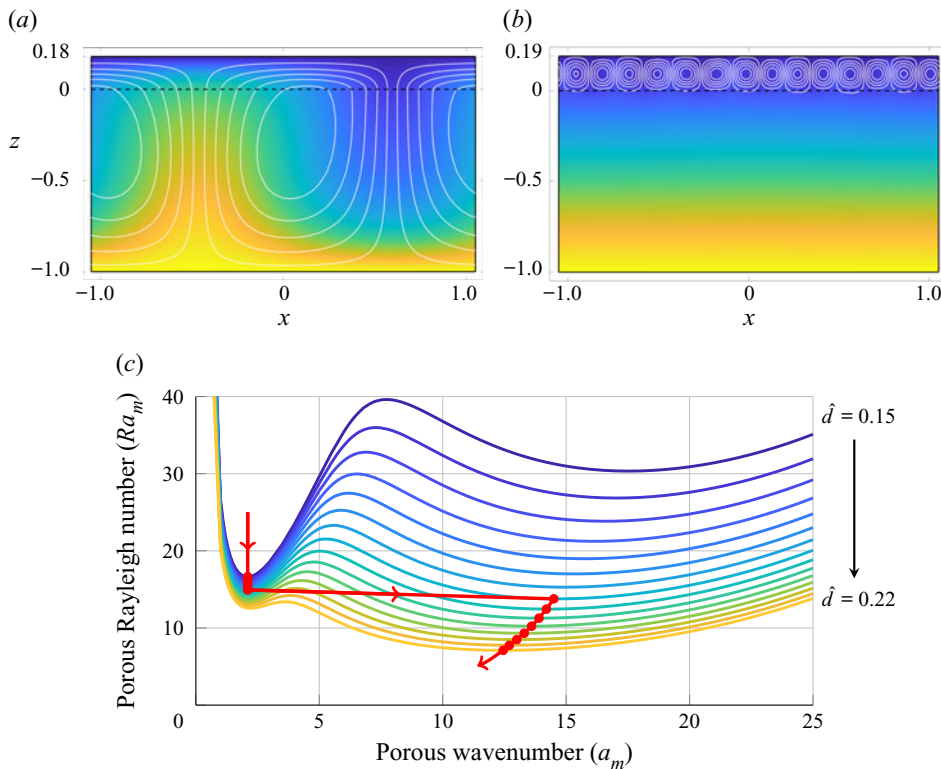 (a)
(b)
0.18
0
z
−0.5
−1.0
−1.0 0 1.0
x
0.19
0
−0.5
−1.0
−1.0 0 1.0
x
(c)
Porous Rayleigh number (Ra_m)
40
30
20
10
0
5 10 15 20 25
Porous wavenumber (a_m)
d̂ = 0.15
d̂ = 0.22